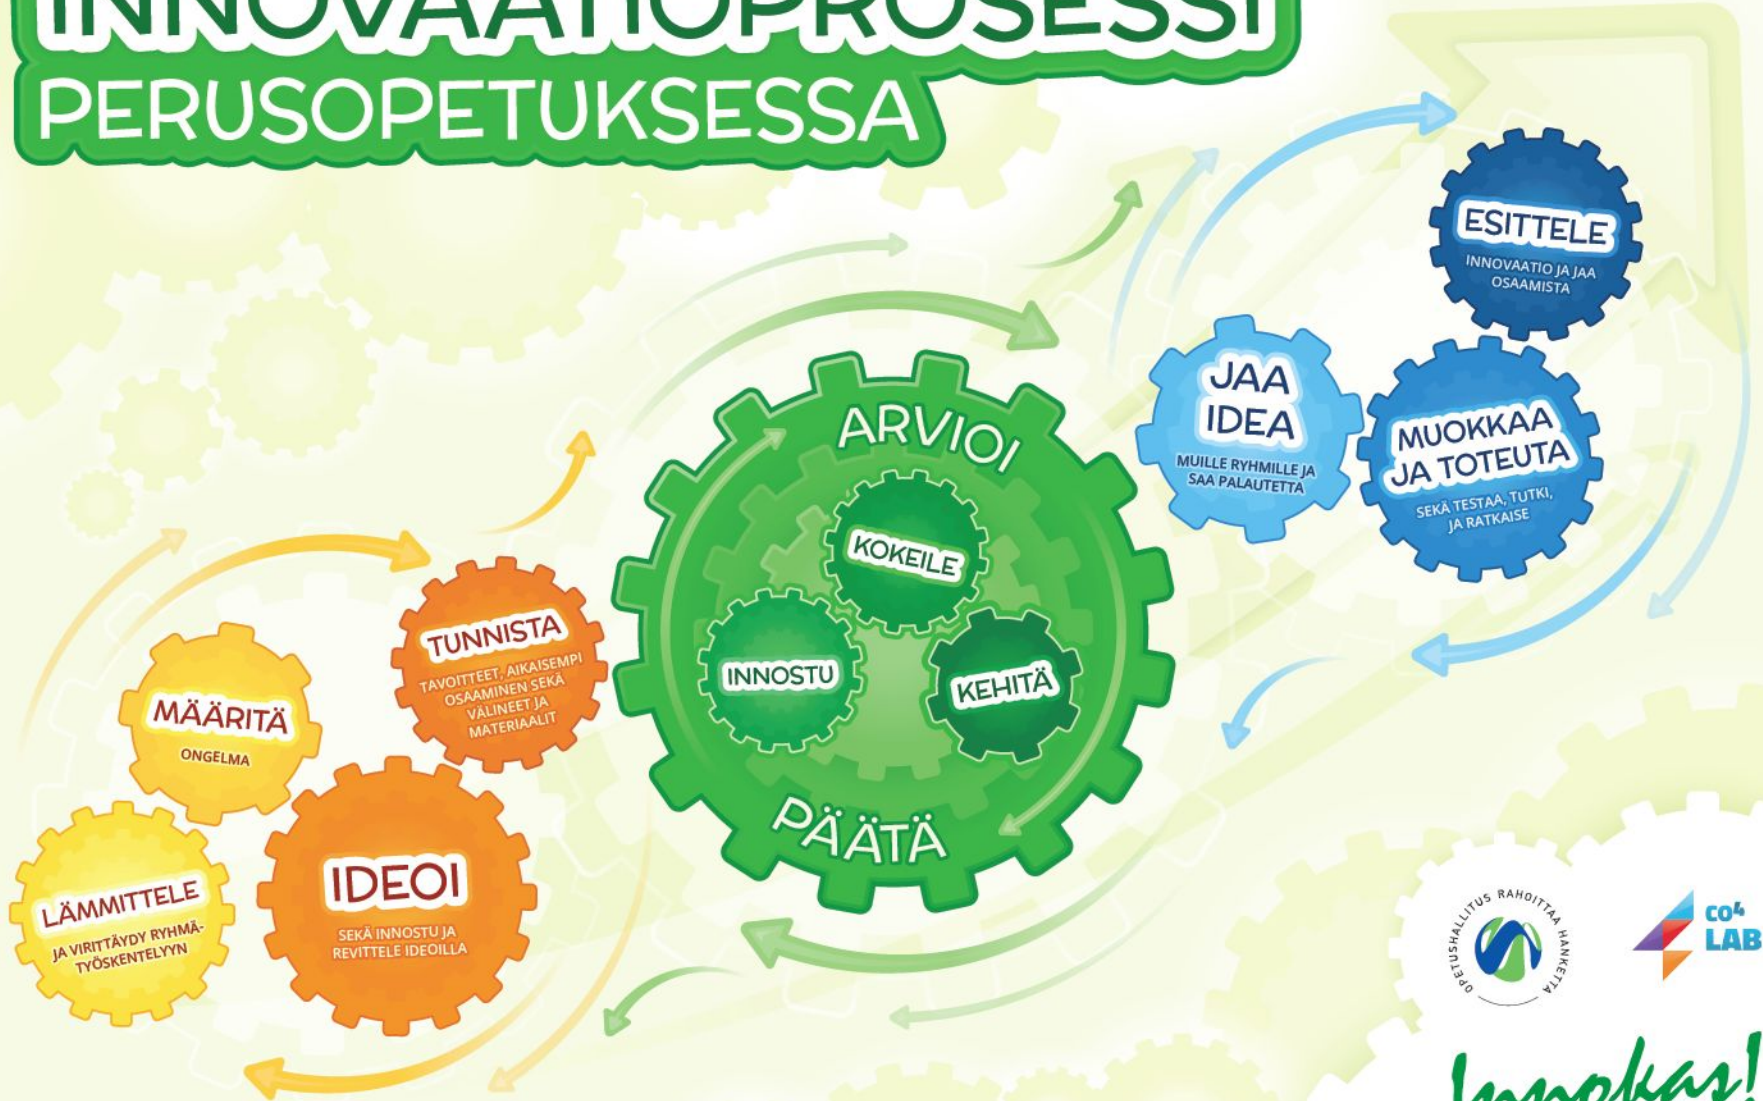 INNOVAATIOPROSESSI
PERUSOPETUKSESSA
LÄMMITTELE
JA VIRITTÄYDY RYHMÄ-
TYÖSKENTELYYN
MÄÄRITÄ
ONGELMA
IDEOI
SEKÄ INNOSTU JA
REVITTELE IDEOILLA
TUNNISTA
TAVOITTEET, AIKAISEMPI
OSAAMINEN SEKÄ
VÄLINEET JA
MATERIAALIT
ARVIOI
KOKEILE
INNOSTU
KEHITÄ
PÄÄTÄ
JAA
IDEA
MUILLE RYHMILLE JA
SAA PALAUTETTA
MUOKKAA
JA TOTEUTA
SEKÄ TESTAA, TUTKI,
JA RATKAISE
ESITTELE
INNOVAATIO JA JAA
OSAAMISTA
OPETUSHALLITUS RAHOITTAA HANKETTA
CO4
LAB
Innokas!